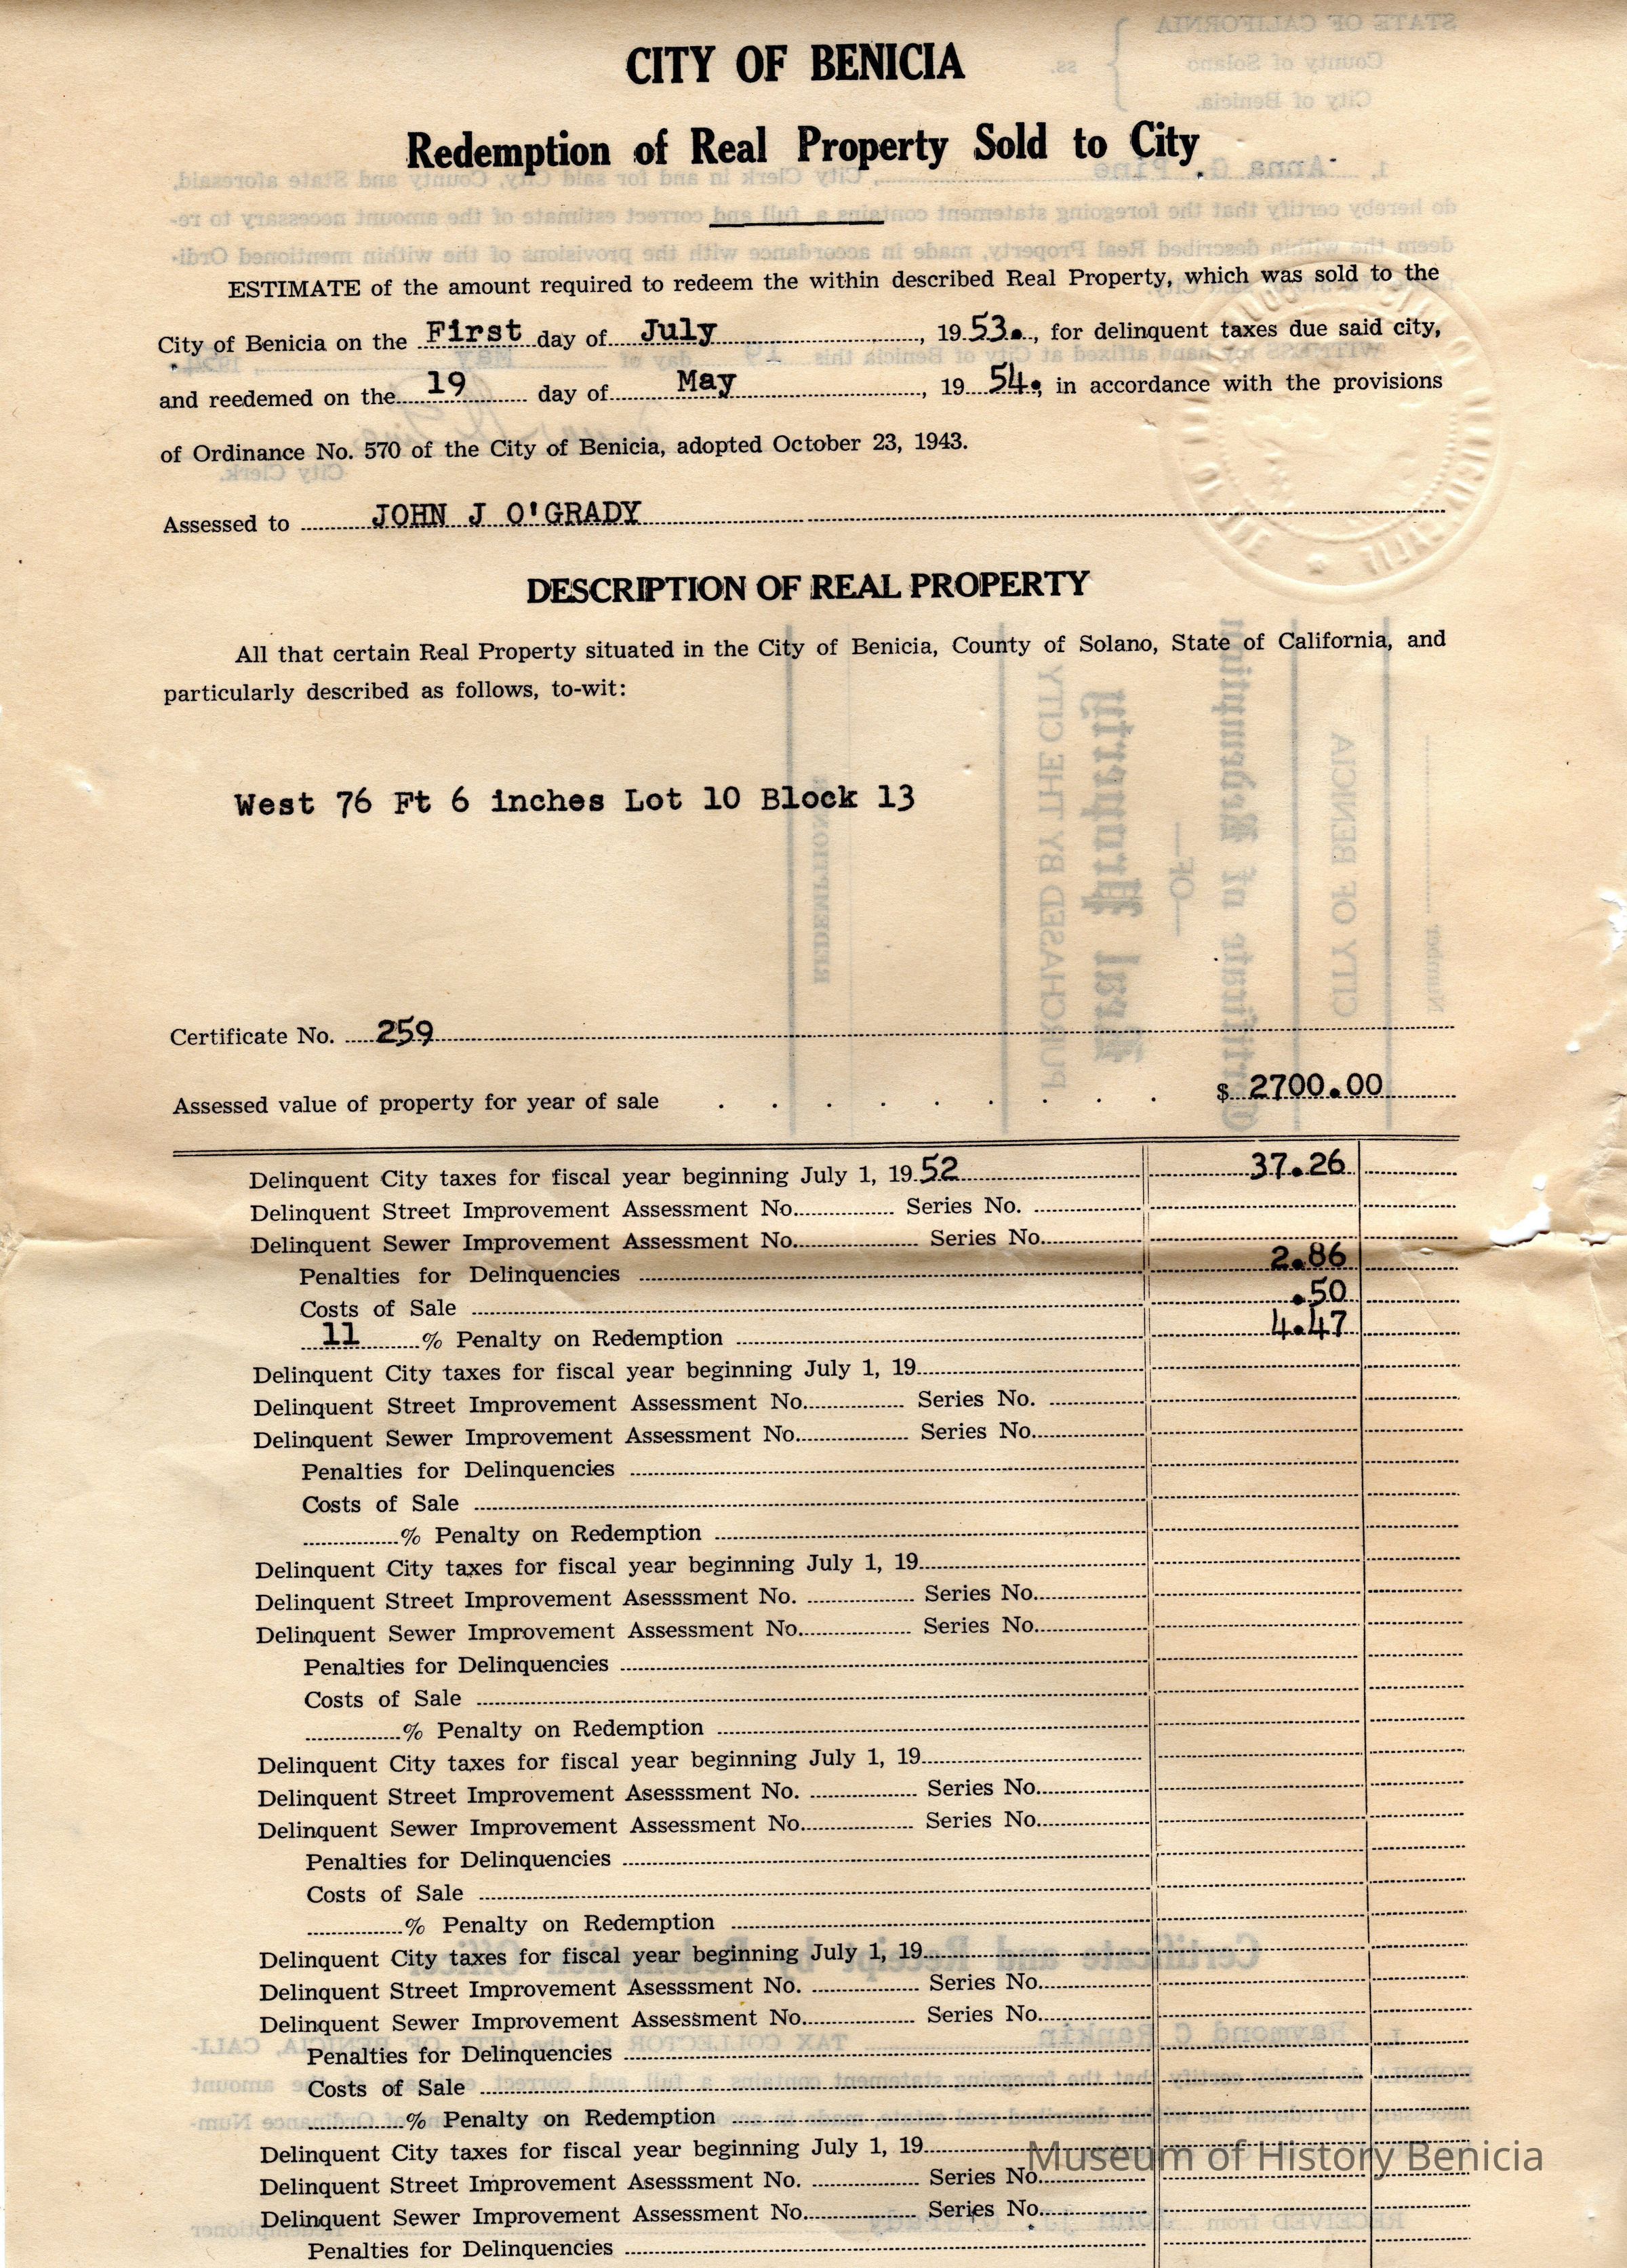 CITY OF BENICIA
Redemption of Real Property Sold to City
ESTIMATE of the amount required to redeem the within described Real Property, which was sold to the
City of Benicia on the First day of July, 1953., for delinquent taxes due said city,
and reedemed on the 19 day of May, 19 54., in accordance with the provisions
of Ordinance No. 570 of the City of Benicia, adopted October 23, 1943.
Assessed to JOHN J O'GRADY
DESCRIPTION OF REAL PROPERTY
All that certain Real Property situated in the City of Benicia, County of Solano, State of California, and
particularly described as follows, to-wit:
West 76 Ft 6 inches Lot 10 Block 13
Certificate No. 259
Assessed value of property for year of sale . . . . . . . . . $ 2700.00
Delinquent City taxes for fiscal year beginning July 1, 19 52 37.26
Delinquent Street Improvement Assessment No. Series No.
Delinquent Sewer Improvement Assessment No. Series No.
Penalties for Delinquencies 2.86
Costs of Sale .50
11 % Penalty on Redemption 4.47
Delinquent City taxes for fiscal year beginning July 1, 19
Delinquent Street Improvement Assessment No. Series No.
Delinquent Sewer Improvement Assessment No. Series No.
Penalties for Delinquencies
Costs of Sale
% Penalty on Redemption
Delinquent City taxes for fiscal year beginning July 1, 19
Delinquent Street Improvement Asesssment No. Series No.
Delinquent Sewer Improvement Assessment No. Series No.
Penalties for Delinquencies
Costs of Sale
% Penalty on Redemption
Delinquent City taxes for fiscal year beginning July 1, 19
Delinquent Street Improvement Asesssment No. Series No.
Delinquent Sewer Improvement Assessment No. Series No.
Penalties for Delinquencies
Costs of Sale
% Penalty on Redemption
Delinquent City taxes for fiscal year beginning July 1, 19
Delinquent Street Improvement Asesssment No. Series No.
Delinquent Sewer Improvement Assessment No. Series No.
Penalties for Delinquencies
Costs of Sale
% Penalty on Redemption
Delinquent City taxes for fiscal year beginning July 1, 19
Museum of History Benicia
Delinquent Street Improvement Asesssment No. Series No.
Delinquent Sewer Improvement Assessment No. Series No.
Penalties for Delinquencies